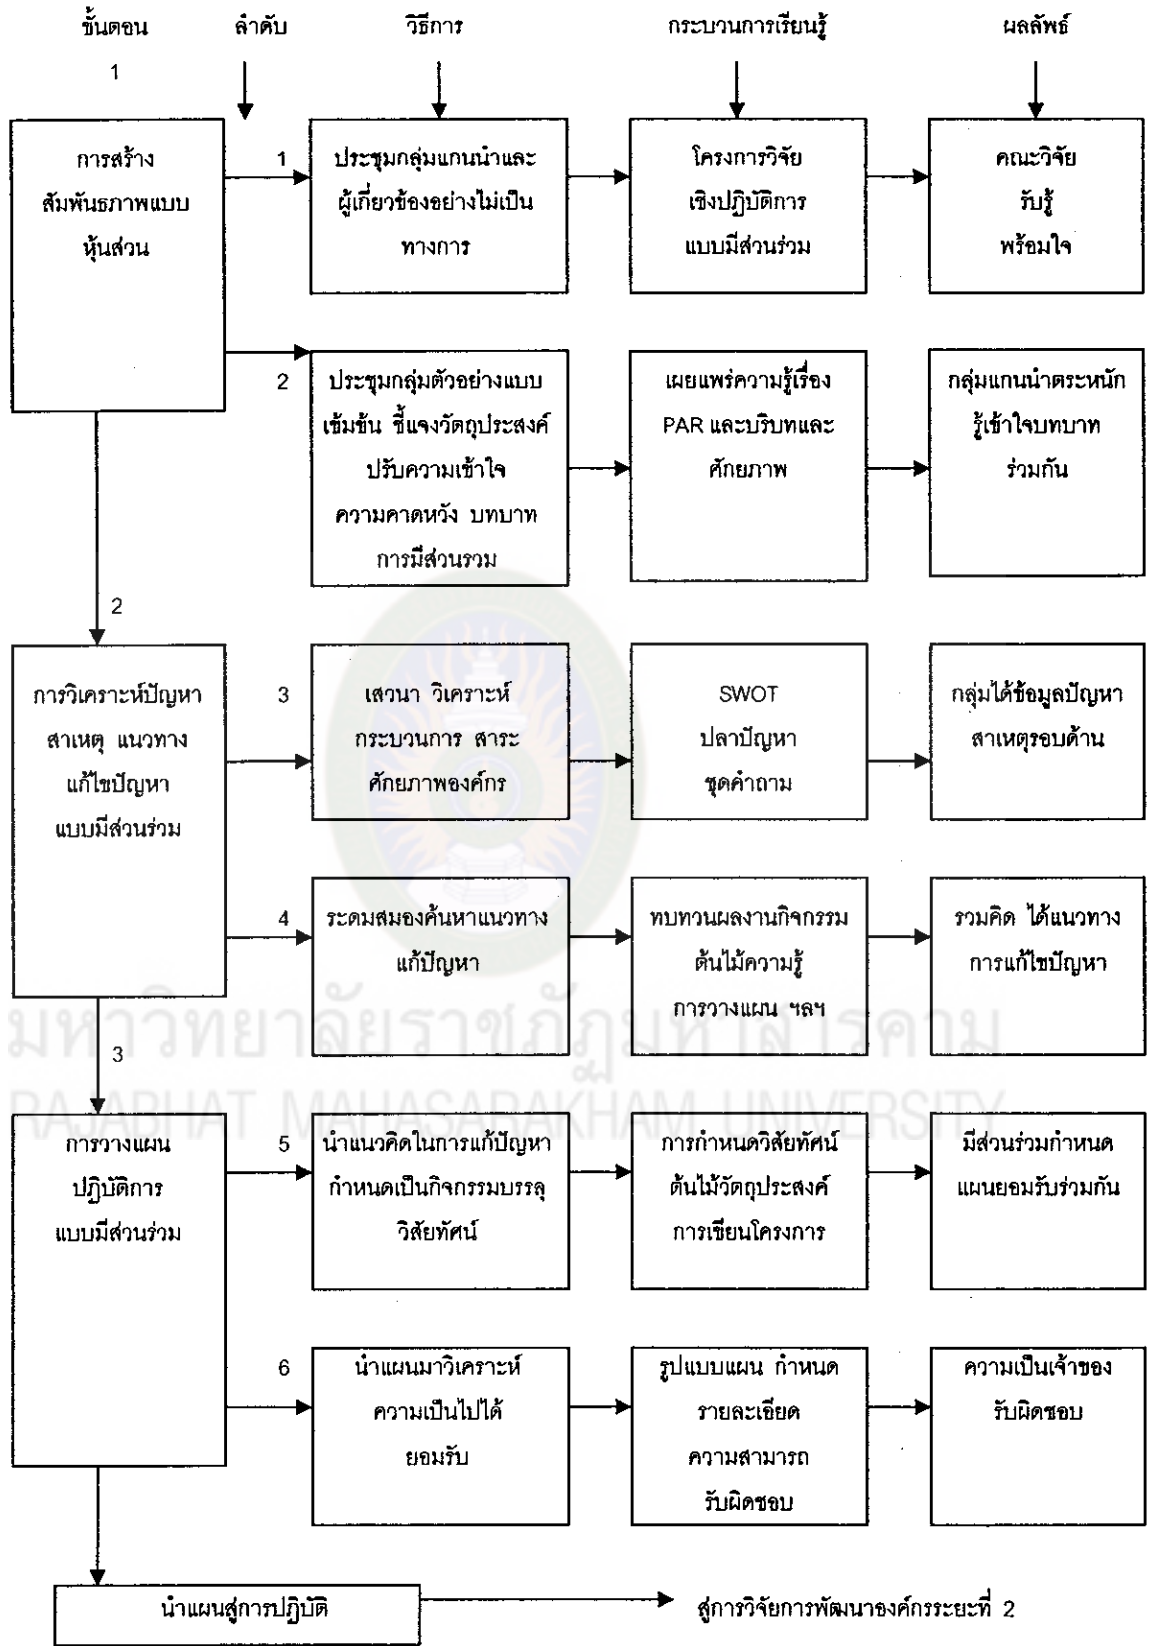 ขั้นตอน ลำดับ วิธีการ กระบวนการเรียนรู้ ผลลัพธ์
1
การสร้าง
สัมพันธภาพแบบ
หุ้นส่วน
1
ประชุมกลุ่มแกนนำและ
ผู้เกี่ยวข้องอย่างไม่เป็น
ทางการ
โครงการวิจัย
เชิงปฏิบัติการ
แบบมีส่วนร่วม
คณะวิจัย
รับรู้
พร้อมใจ
2
ประชุมกลุ่มตัวอย่างแบบ
เข้มข้น ชี้แจงวัตถุประสงค์
ปรับความเข้าใจ
ความคาดหวัง บทบาท
การมีส่วนรวม
เผยแพร่ความรู้เรื่อง
PAR และบริบทและ
ศักยภาพ
กลุ่มแกนนำตระหนัก
รู้เข้าใจบทบาท
ร่วมกัน
2
การวิเคราะห์ปัญหา
สาเหตุ แนวทาง
แก้ไขปัญหา
แบบมีส่วนร่วม
3
เสวนา วิเคราะห์
กระบวนการ สาระ
ศักยภาพองค์กร
SWOT
ปลาปัญหา
ชุดคำถาม
กลุ่มได้ข้อมูลปัญหา
สาเหตุรอบด้าน
4
ระดมสมองค้นหาแนวทาง
แก้ปัญหา
ทบทวนผลงานกิจกรรม
ต้นไม้ความรู้
การวางแผน ฯลฯ
รวมคิด ได้แนวทาง
การแก้ไขปัญหา
มหาวิทยาลัยราชภัฏมหาสารคาม
RAJABHAT MAHASARAKHAM UNIVERSITY
3
การวางแผน
ปฏิบัติการ
แบบมีส่วนร่วม
5
นำแนวคิดในการแก้ปัญหา
กำหนดเป็นกิจกรรมบรรลุ
วิสัยทัศน์
การกำหนดวิสัยทัศน์
ต้นไม้วัตถุประสงค์
การเขียนโครงการ
มีส่วนร่วมกำหนด
แผนยอมรับร่วมกัน
6
นำแผนมาวิเคราะห์
ความเป็นไปได้
ยอมรับ
รูปแบบแผน กำหนด
รายละเอียด
ความสามารถ
รับผิดชอบ
ความเป็นเจ้าของ
รับผิดชอบ
นำแผนสู่การปฏิบัติ
สู่การวิจัยการพัฒนาองค์กรระยะที่ 2